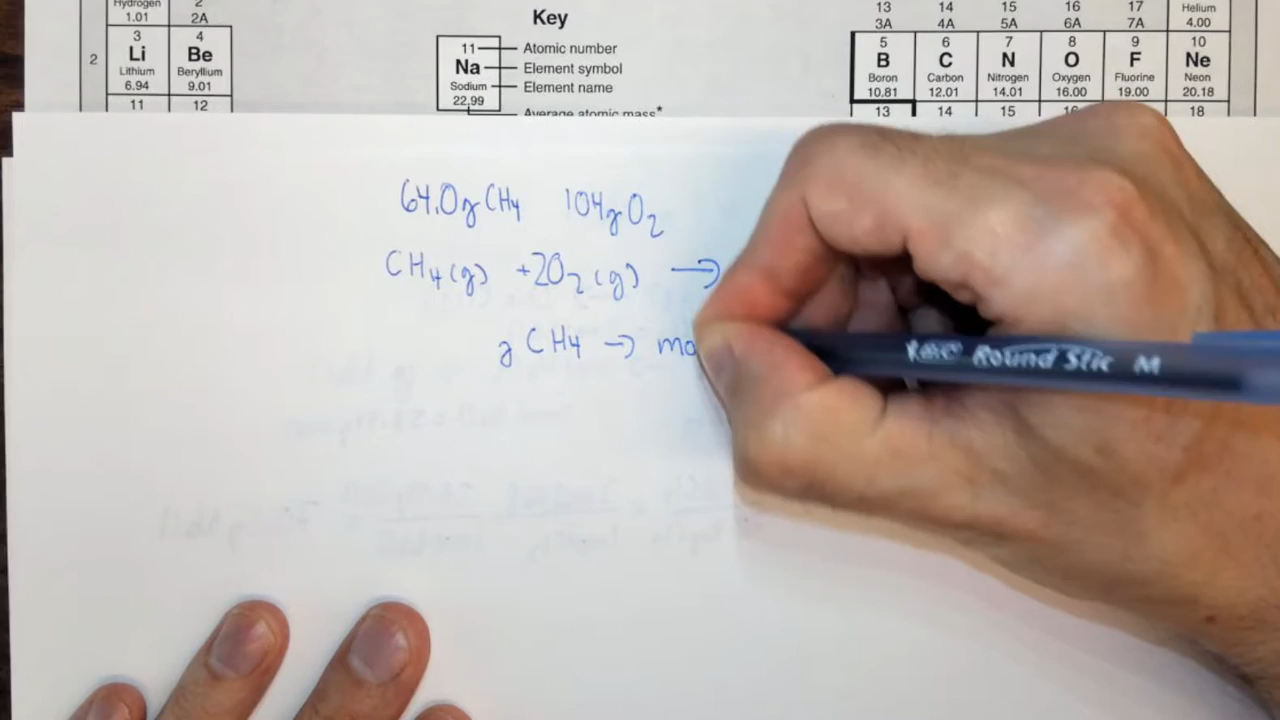 Hydrogen 2 Key 13 14 15 16 17 Helium
1.01 2A 3A 4A 5A 6A 7A 4.00
3 4 11 Atomic number 5 6 7 8 9 10
2 Li Be Na Element symbol B C N O F Ne
Lithium Beryllium Sodium Element name Boron Carbon Nitrogen Oxygen Fluorine Neon
6.94 9.01 22.99 10.81 12.01 14.01 16.00 19.00 20.18
11 12 Average atomic mass* 13 14 15 16 18
64.0g CH4 104g O2
CH4(g) +2O2(g) →
g CH4 → mo
Round Stic M